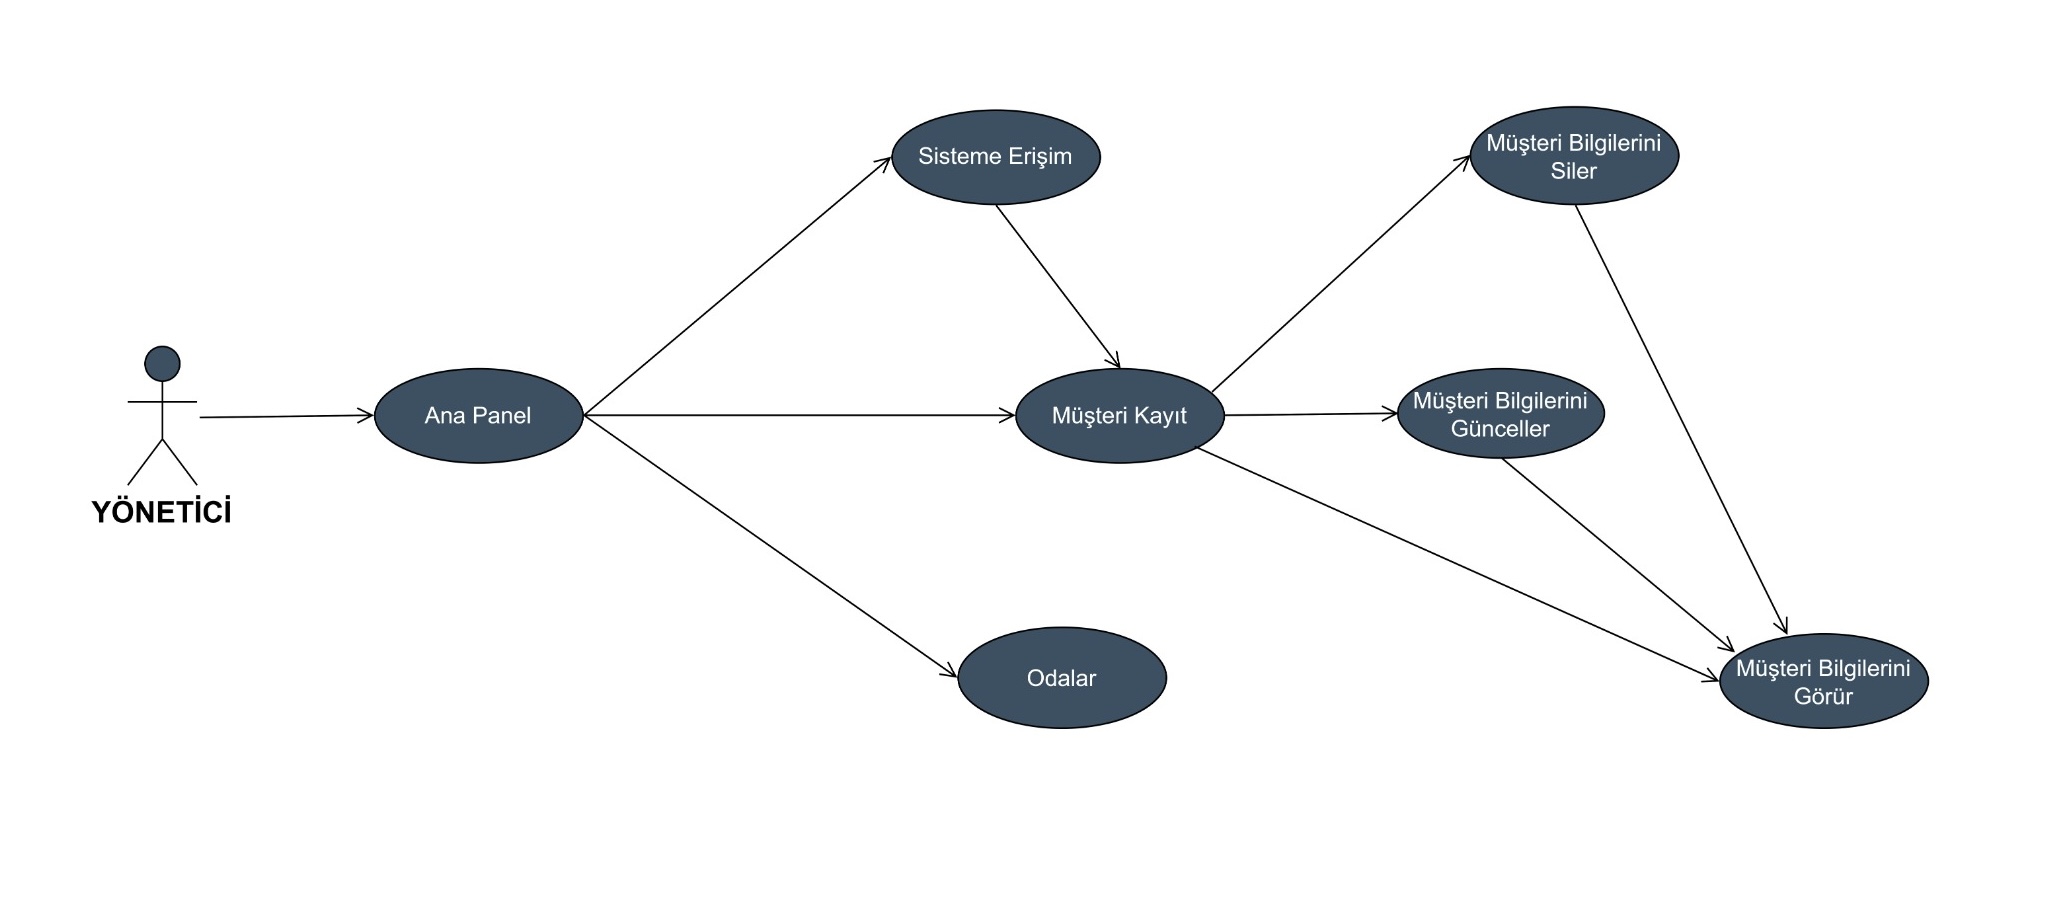 Sisteme Erişim
Müşteri Bilgilerini
Siler
YÖNETİCİ
Ana Panel
Müşteri Kayıt
Müşteri Bilgilerini
Günceller
Odalar
Müşteri Bilgilerini
Görür